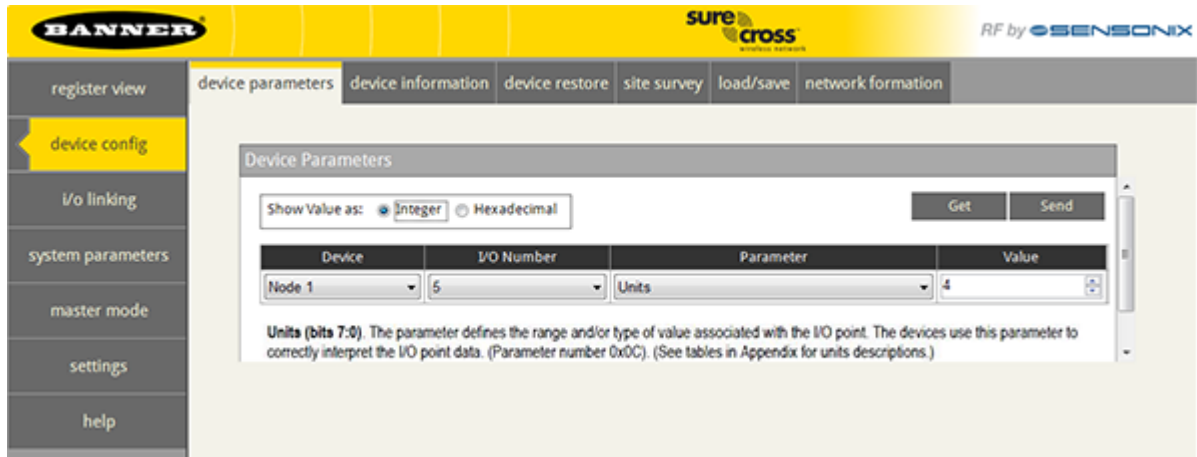 BANNER
sure cross
wireless network
RF by SENSONIX
register view
device config
i/o linking
system parameters
master mode
settings
help
device parameters device information device restore site survey load/save network formation
Device Parameters
Show Value as: Integer Hexadecimal
Get Send
Device I/O Number Parameter Value
Node 1 5 Units 4
Units (bits 7:0). The parameter defines the range and/or type of value associated with the I/O point. The devices use this parameter to
correctly interpret the I/O point data. (Parameter number 0x0C). (See tables in Appendix for units descriptions.)